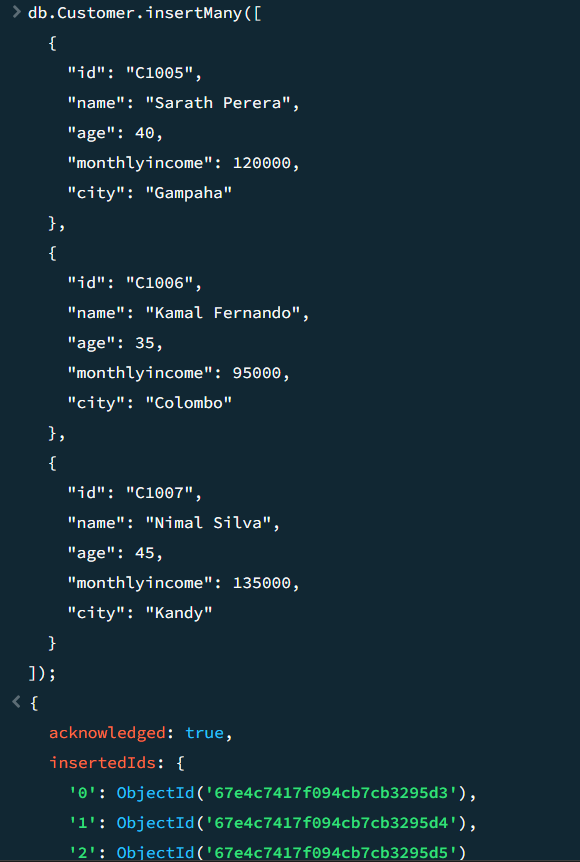 > db.Customer.insertMany([
{
"id": "C1005",
"name": "Sarath Perera",
"age": 40,
"monthlyincome": 120000,
"city": "Gampaha"
},
{
"id": "C1006",
"name": "Kamal Fernando",
"age": 35,
"monthlyincome": 95000,
"city": "Colombo"
},
{
"id": "C1007",
"name": "Nimal Silva",
"age": 45,
"monthlyincome": 135000,
"city": "Kandy"
}
]);
< {
acknowledged: true,
insertedIds: {
'0': ObjectId('67e4c7417f094cb7cb3295d3'),
'1': ObjectId('67e4c7417f094cb7cb3295d4'),
'2': ObjectId('67e4c7417f094cb7cb3295d5')